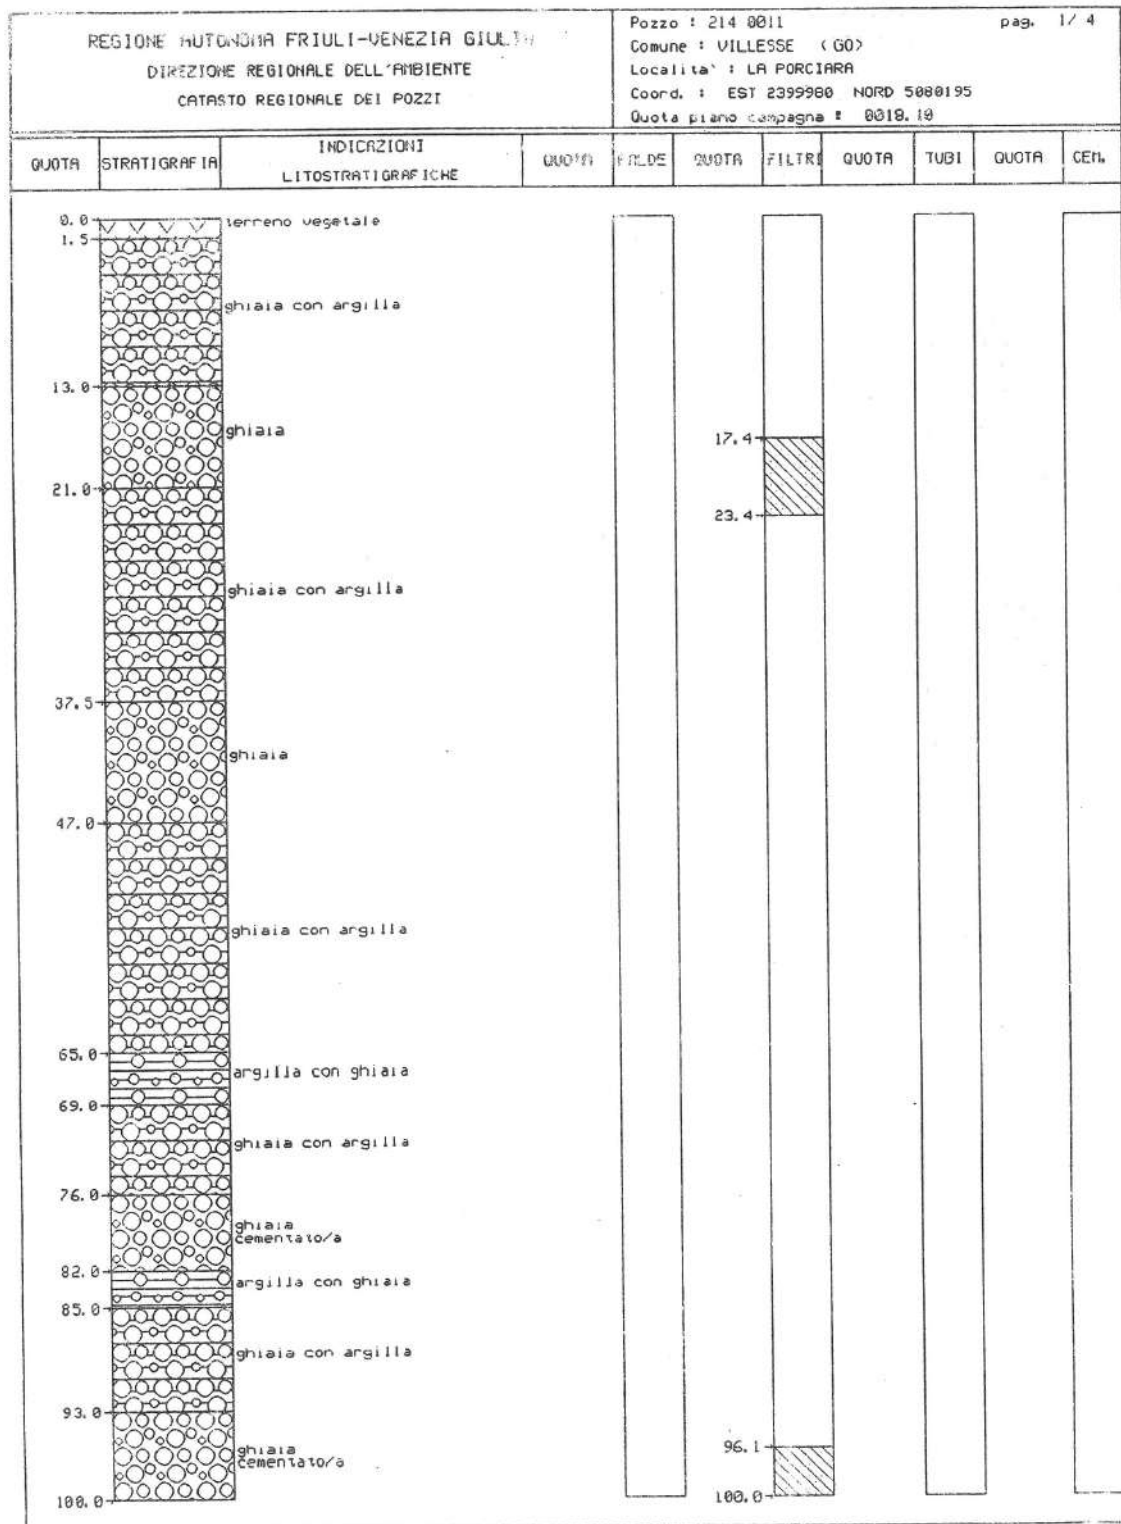 REGIONE AUTONOMA FRIULI-VENEZIA GIULIA
DIREZIONE REGIONALE DELL'AMBIENTE
CATASTO REGIONALE DEI POZZI
Pozzo : 214 0011 pag. 1/ 4
Comune : VILLESSE (GO)
Localita' : LA PORCIARA
Coord. : EST 2399980 NORD 5080195
Quota piano campagna : 0018.10
QUOTA STRATIGRAFIA INDICAZIONI LITOSTRATIGRAFICHE QUOTA FALDE QUOTA FILTRI QUOTA TUBI QUOTA CEM.
0.0 terreno vegetale
1.5
ghiaia con argilla
13.0
ghiaia
17.4
21.0
23.4
ghiaia con argilla
37.5
ghiaia
47.0
ghiaia con argilla
65.0
argilla con ghiaia
69.0
ghiaia con argilla
76.0
ghiaia
cementato/a
82.0
argilla con ghiaia
85.0
ghiaia con argilla
93.0
96.1
ghiaia
cementato/a
100.0 100.0